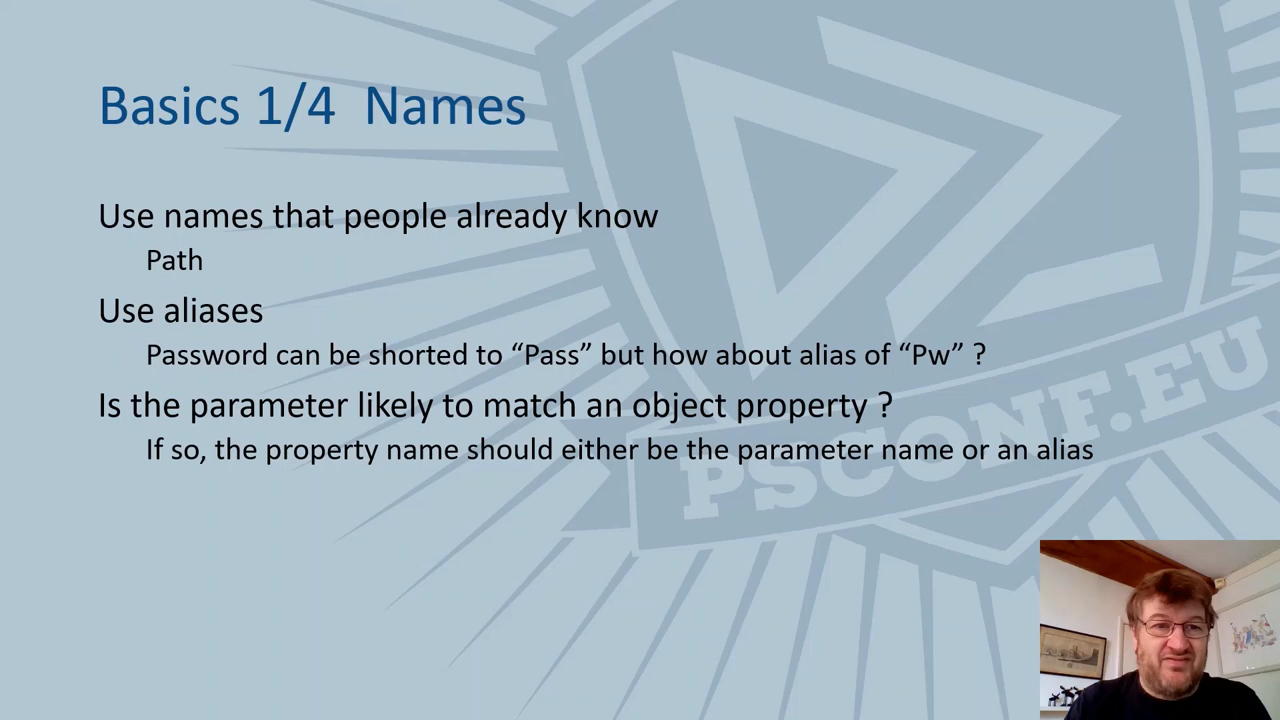 Basics 1/4  Names
Use names that people already know
Path
Use aliases
Password can be shorted to “Pass” but how about alias of “Pw” ?
Is the parameter likely to match an object property ?
If so, the property name should either be the parameter name or an alias
PSCONF.EU